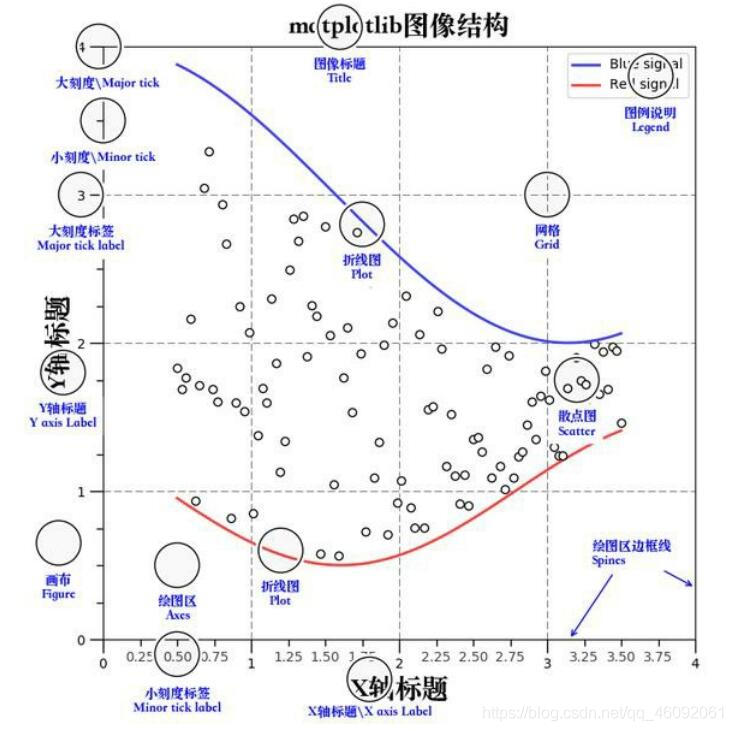 matplotlib图像结构
图像标题
Title
4
大刻度\Major tick
小刻度\Minor tick
3
大刻度标签
Major tick label
Blue signal
Red signal
图例说明
Legend
网格
Grid
折线图
Plot
2
Y轴标题
Y轴标题
Y axis Label
散点图
Scatter
1
画布
Figure
绘图区
Axes
折线图
Plot
绘图区边框线
Spines
0
0 0.25 0.50 0.75 1 1.25 1.50 1.75 2 2.25 2.50 2.75 3 3.25 3.50 3.75 4
小刻度标签
Minor tick label
X轴标题
X轴标题\X axis Label
https://blog.csdn.net/qq_46092061